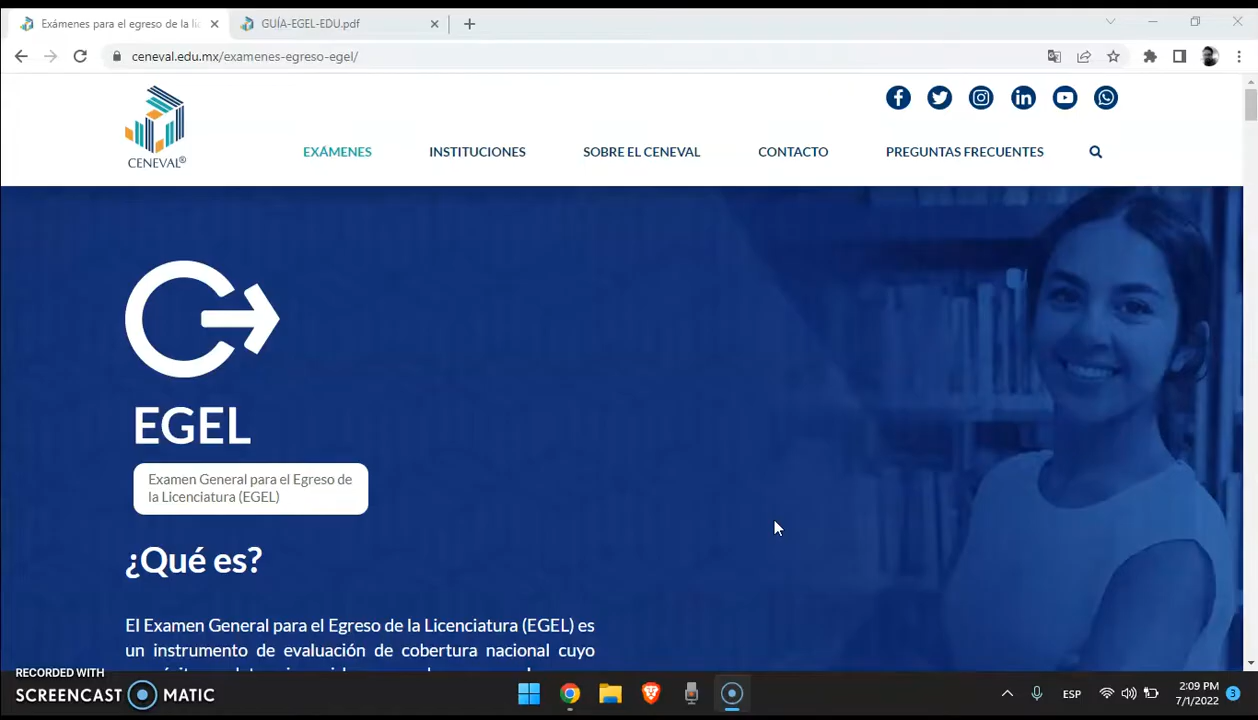 Exámenes para el egreso de la li
GUÍA-EGEL-EDU.pdf
ceneval.edu.mx/examenes-egreso-egel/
CENEVAL®
EXÁMENES
INSTITUCIONES
SOBRE EL CENEVAL
CONTACTO
PREGUNTAS FRECUENTES
EGEL
Examen General para el Egreso de
la Licenciatura (EGEL)
¿Qué es?
El Examen General para el Egreso de la Licenciatura (EGEL) es
un instrumento de evaluación de cobertura nacional cuyo
RECORDED WITH
SCREENCAST MATIC
ESP
2:09 PM
7/1/2022
3